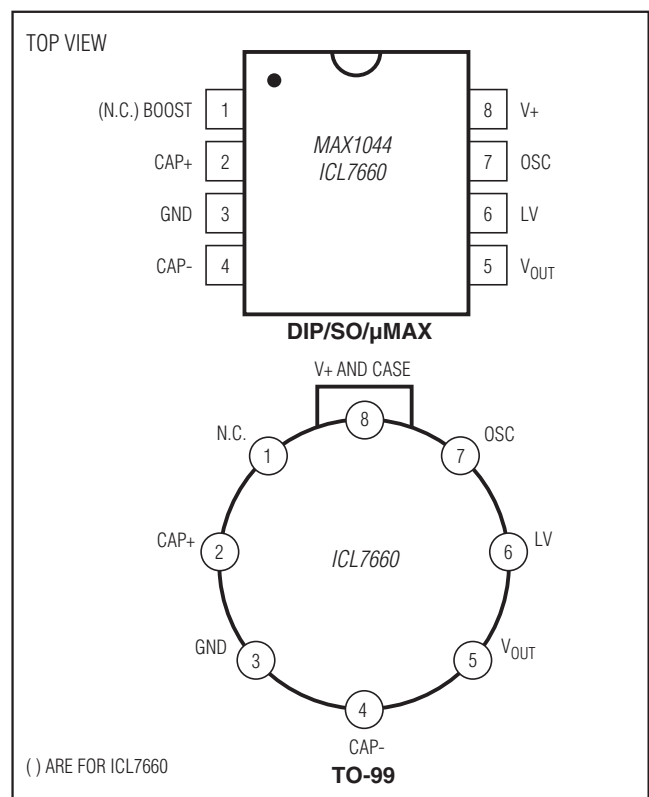 TOP VIEW
(N.C.) BOOST 1
CAP+ 2
GND 3
CAP- 4
MAX1044
ICL7660
8 V+
7 OSC
6 LV
5 VOUT
DIP/SO/µMAX
V+ AND CASE
8
N.C. 1
7 OSC
CAP+ 2
ICL7660
6 LV
GND 3
5 VOUT
4
CAP-
( ) ARE FOR ICL7660
TO-99